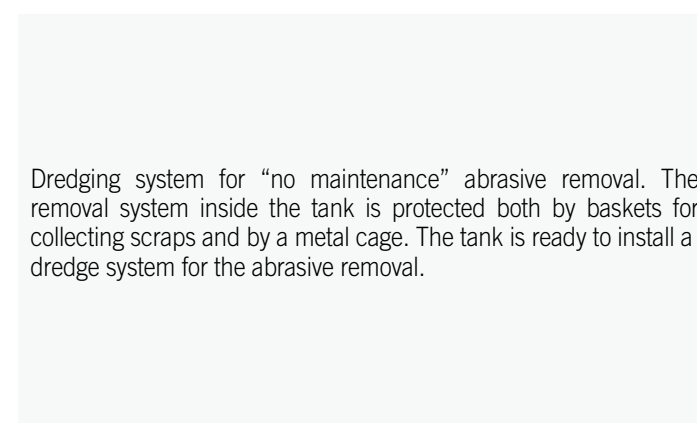 Dredging system for “no maintenance” abrasive removal. The
removal system inside the tank is protected both by baskets for
collecting scraps and by a metal cage. The tank is ready to install a
dredge system for the abrasive removal.